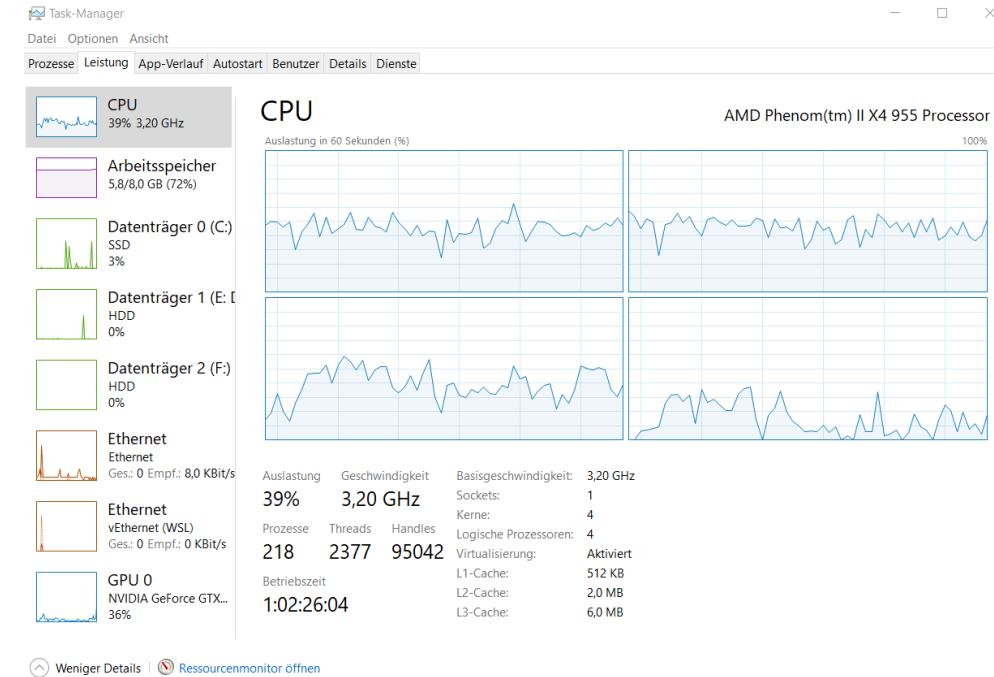 Task-Manager
Datei Optionen Ansicht
Prozesse Leistung App-Verlauf Autostart Benutzer Details Dienste
CPU
39% 3,20 GHz
Arbeitsspeicher
5,8/8,0 GB (72%)
Datenträger 0 (C:)
SSD
3%
Datenträger 1 (E:
HDD
0%
Datenträger 2 (F:)
HDD
0%
Ethernet
Ethernet
Ges.: 0 Empf.: 8,0 KBit/s
Ethernet
vEthernet (WSL)
Ges.: 0 Empf.: 0 KBit/s
GPU 0
NVIDIA GeForce GTX...
36%
CPU
AMD Phenom(tm) II X4 955 Processor
Auslastung in 60 Sekunden (%)
100%
Auslastung Geschwindigkeit
39% 3,20 GHz
Prozesse Threads Handles
218 2377 95042
Betriebszeit
1:02:26:04
Basisgeschwindigkeit: 3,20 GHz
Sockets: 1
Kerne: 4
Logische Prozessoren: 4
Virtualisierung: Aktiviert
L1-Cache: 512 KB
L2-Cache: 2,0 MB
L3-Cache: 6,0 MB
Weniger Details
Ressourcenmonitor öffnen